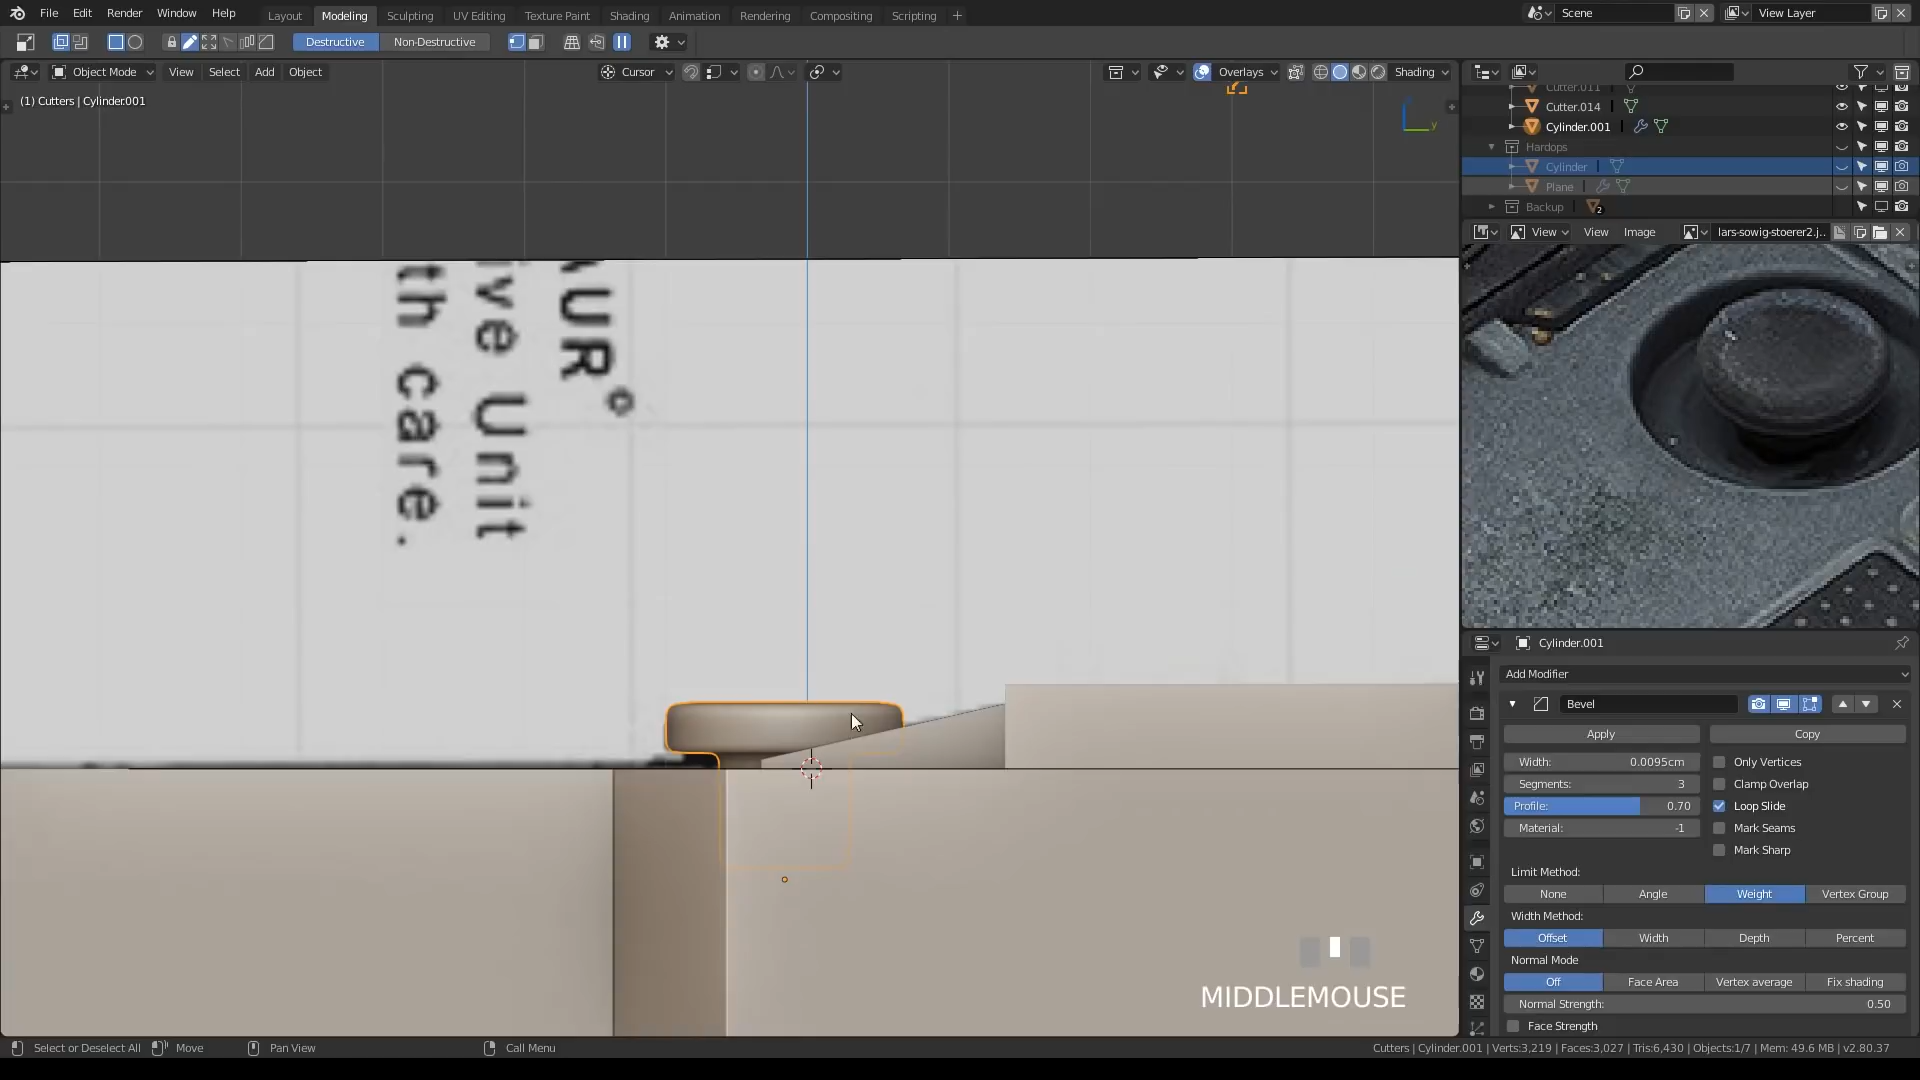 File Edit Render Window Help Layout Modeling Sculpting UV Editing Texture Paint Shading Animation Rendering Compositing Scripting + Scene View Layer
Destructive Non-Destructive
Object Mode View Select Add Object Cursor Overlays Shading
(1) Cutters | Cylinder.001
y
Cutter.011
Cutter.014
Cylinder.001
Hardops
Cylinder
Plane
Backup 2
View View Image lars-sowig-stoerer2.j..
UR°
ive Unit
th care.
Cylinder.001
Add Modifier
Bevel
Apply Copy
Width: 0.0095cm Only Vertices
Segments: 3 Clamp Overlap
Profile: 0.70 Loop Slide
Material: -1 Mark Seams
Mark Sharp
Limit Method:
None Angle Weight Vertex Group
Width Method:
Offset Width Depth Percent
Normal Mode
Off Face Area Vertex average Fix shading
Normal Strength: 0.50
Face Strength
MIDDLEMOUSE
Select or Deselect All Move Pan View Call Menu Cutters | Cylinder.001 | Verts:3,219 | Faces:3,027 | Tris:6,430 | Objects:1/7 | Mem: 49.6 MB | v2.80.37